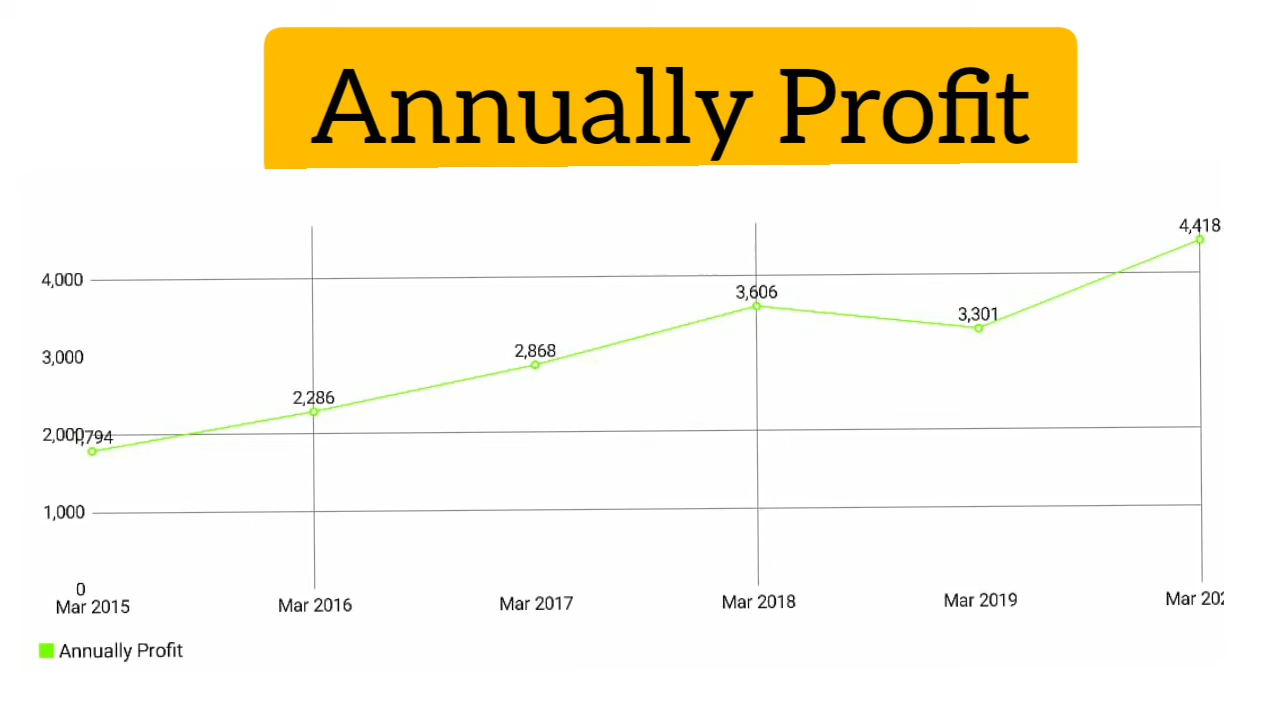 Annually Profit
4,418
4,000
3,606
3,301
3,000
2,868
2,286
2,000
1,794
1,000
0
Mar 2015
Mar 2016
Mar 2017
Mar 2018
Mar 2019
Mar 202
Annually Profit